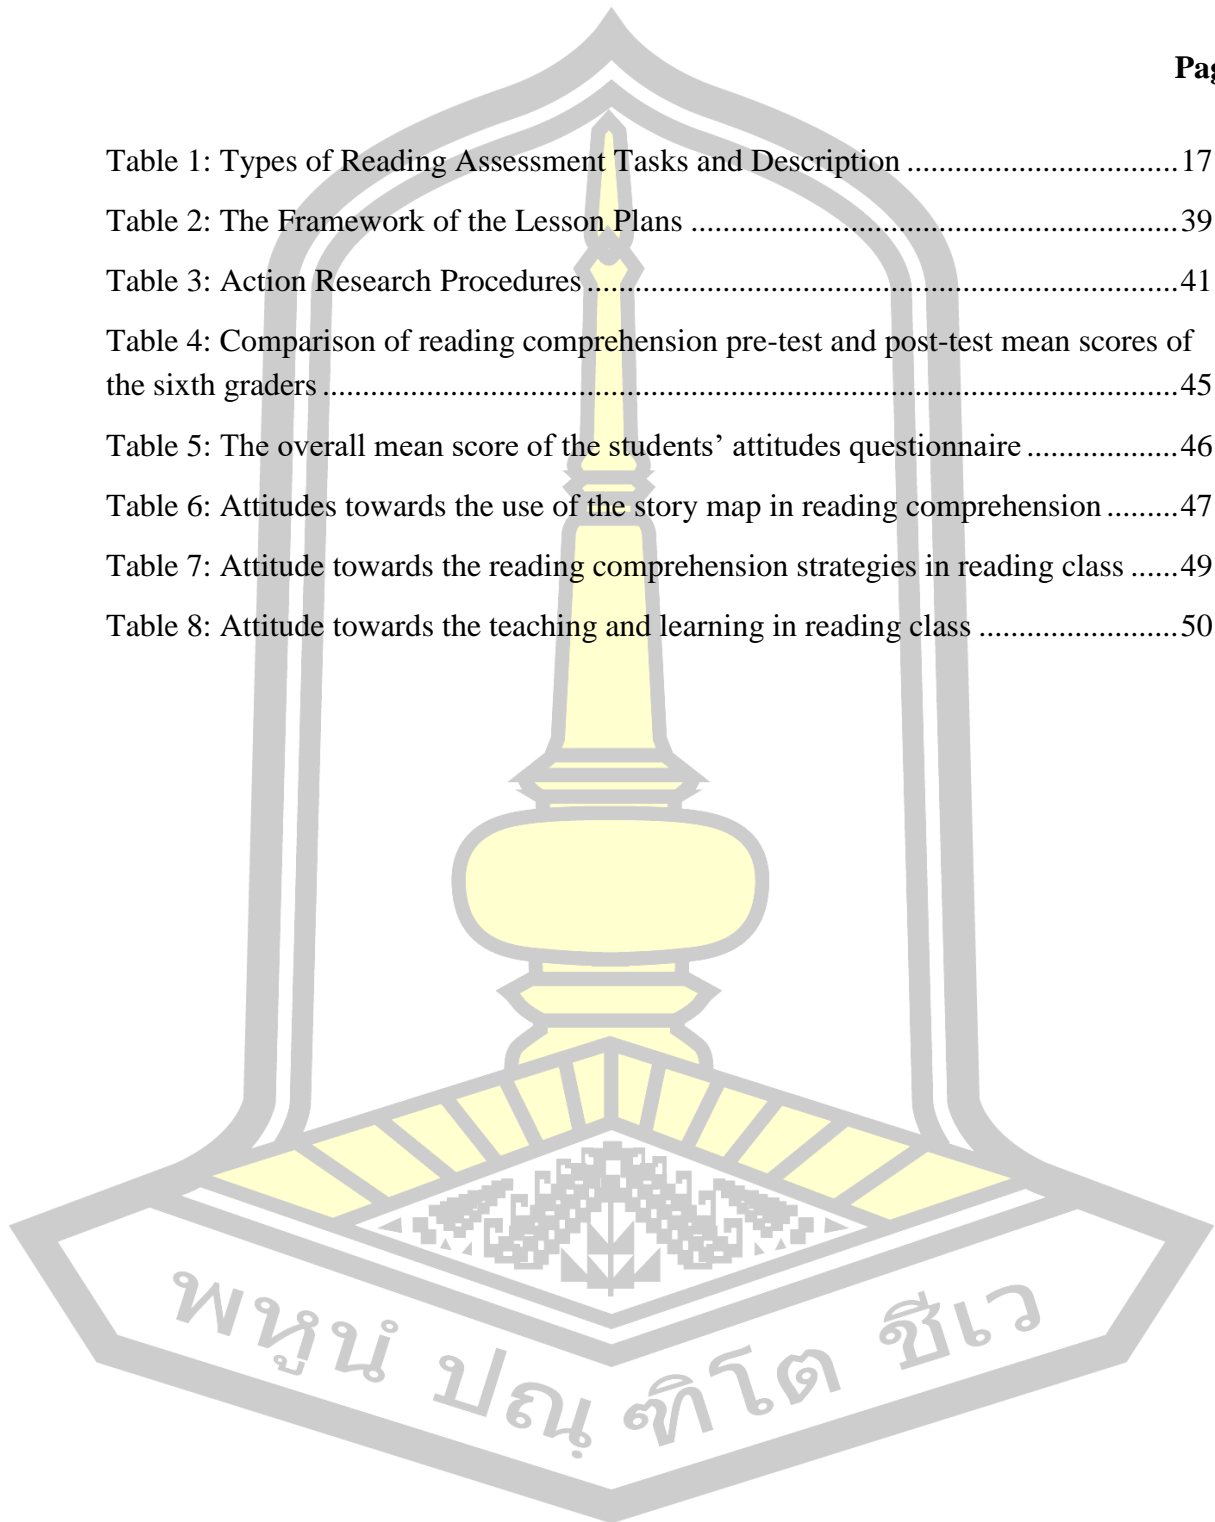 Pag
Table 1: Types of Reading Assessment Tasks and Description ................................. 17
Table 2: The Framework of the Lesson Plans ........................................................... 39
Table 3: Action Research Procedures ........................................................................ 41
Table 4: Comparison of reading comprehension pre-test and post-test mean scores of
the sixth graders ......................................................................................................... 45
Table 5: The overall mean score of the students’ attitudes questionnaire .................. 46
Table 6: Attitudes towards the use of the story map in reading comprehension ......... 47
Table 7: Attitude towards the reading comprehension strategies in reading class ...... 49
Table 8: Attitude towards the teaching and learning in reading class ........................ 50
พหูนํ ปณฺ ฑิโต ชีเว